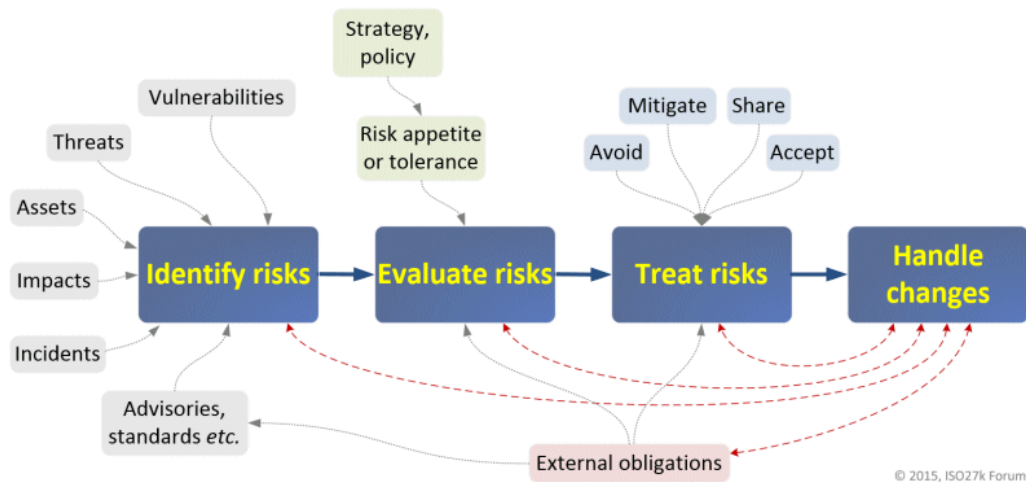 Strategy,
policy
Vulnerabilities
Mitigate
Share
Threats
Risk appetite
or tolerance
Avoid
Accept
Assets
Identify risks
Evaluate risks
Treat risks
Handle
changes
Impacts
Incidents
Advisories,
standards etc.
External obligations
© 2015, ISO27k Forum